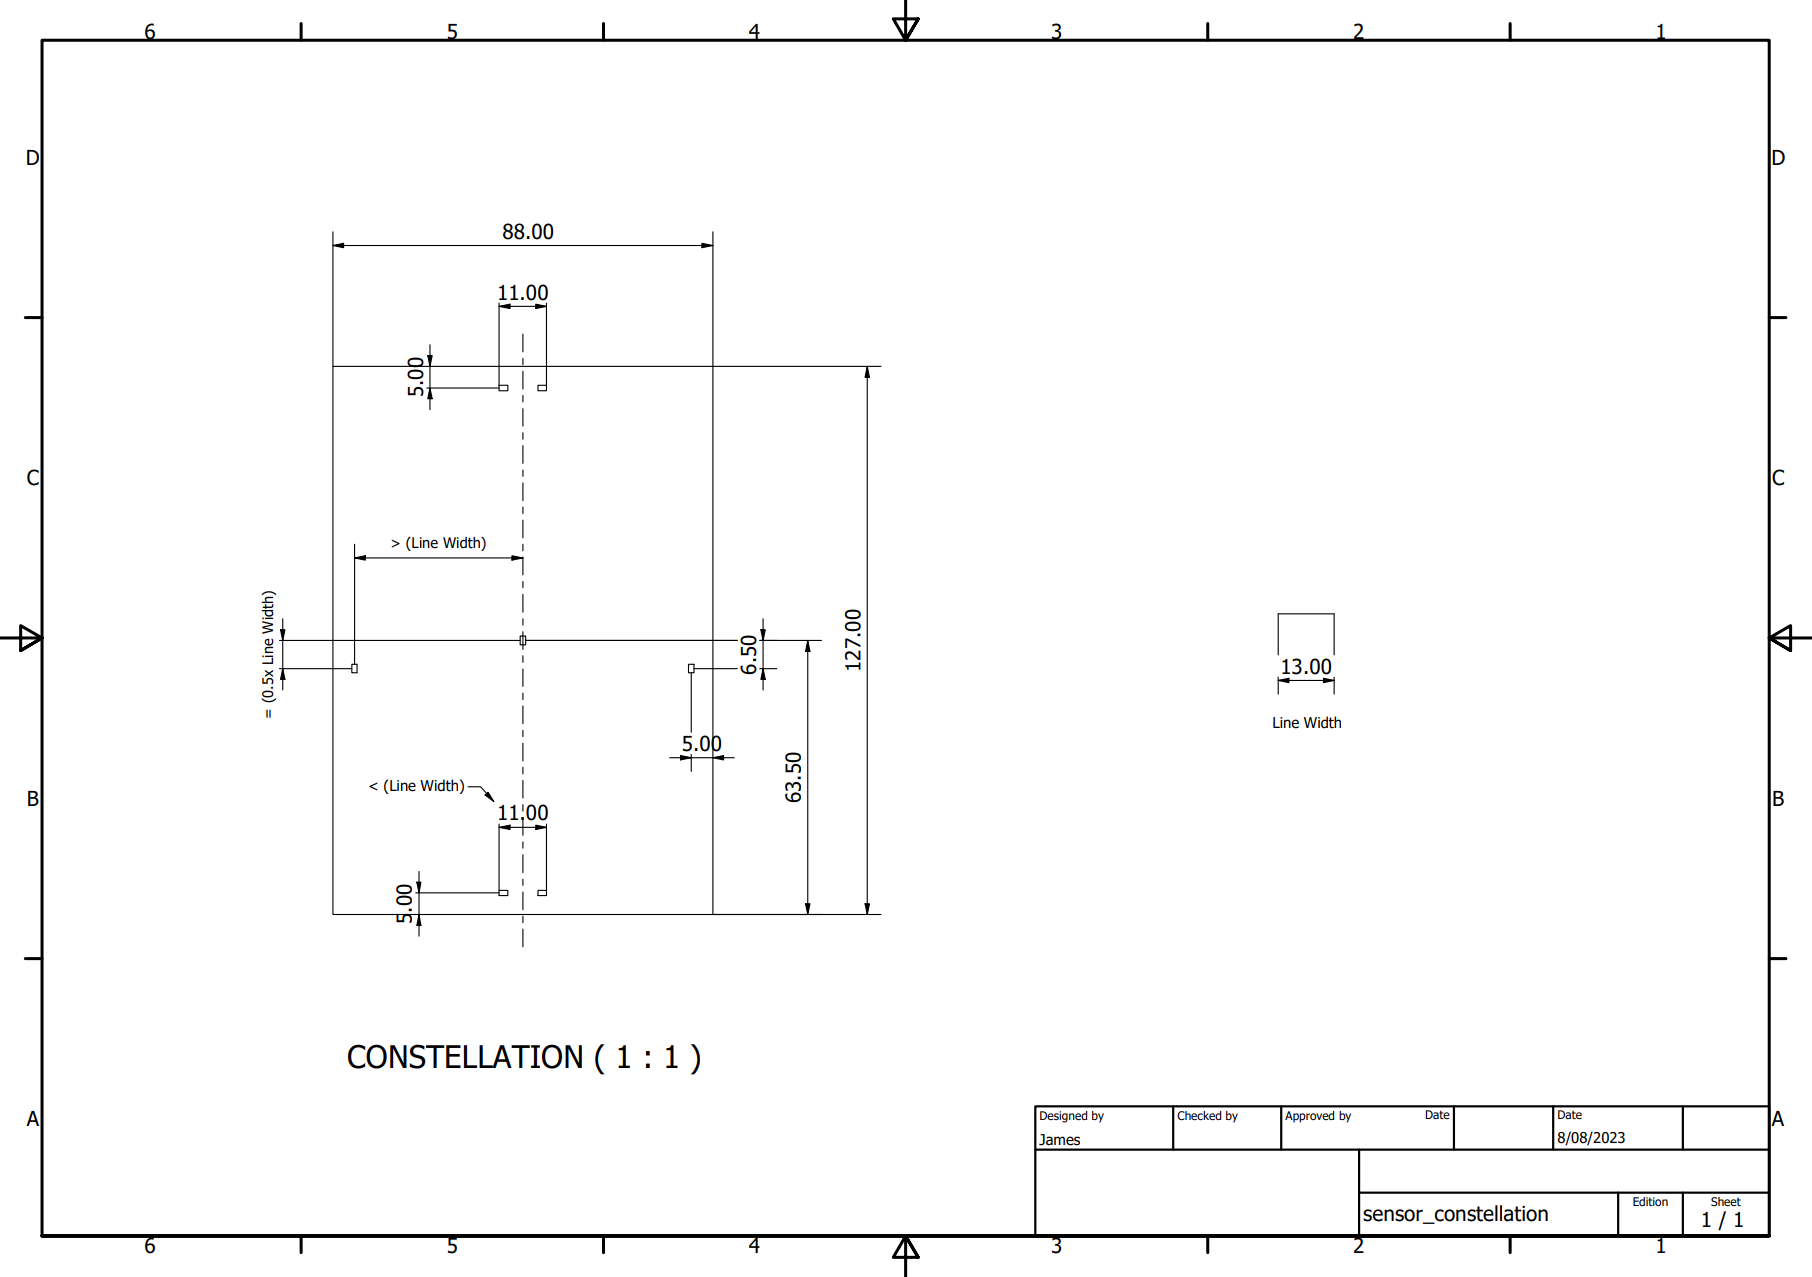 6 5 4 3 2 1
D D
88.00
11.00
5.00
C C
> (Line Width)
= (0.5x Line Width)
6.50
127.00
13.00
Line Width
5.00
63.50
< (Line Width)
B B
11.00
5.00
CONSTELLATION ( 1 : 1 )
A A
Designed by Checked by Approved by Date Date
James 8/08/2023
Edition Sheet
sensor_constellation 1 / 1
6 5 4 3 2 1